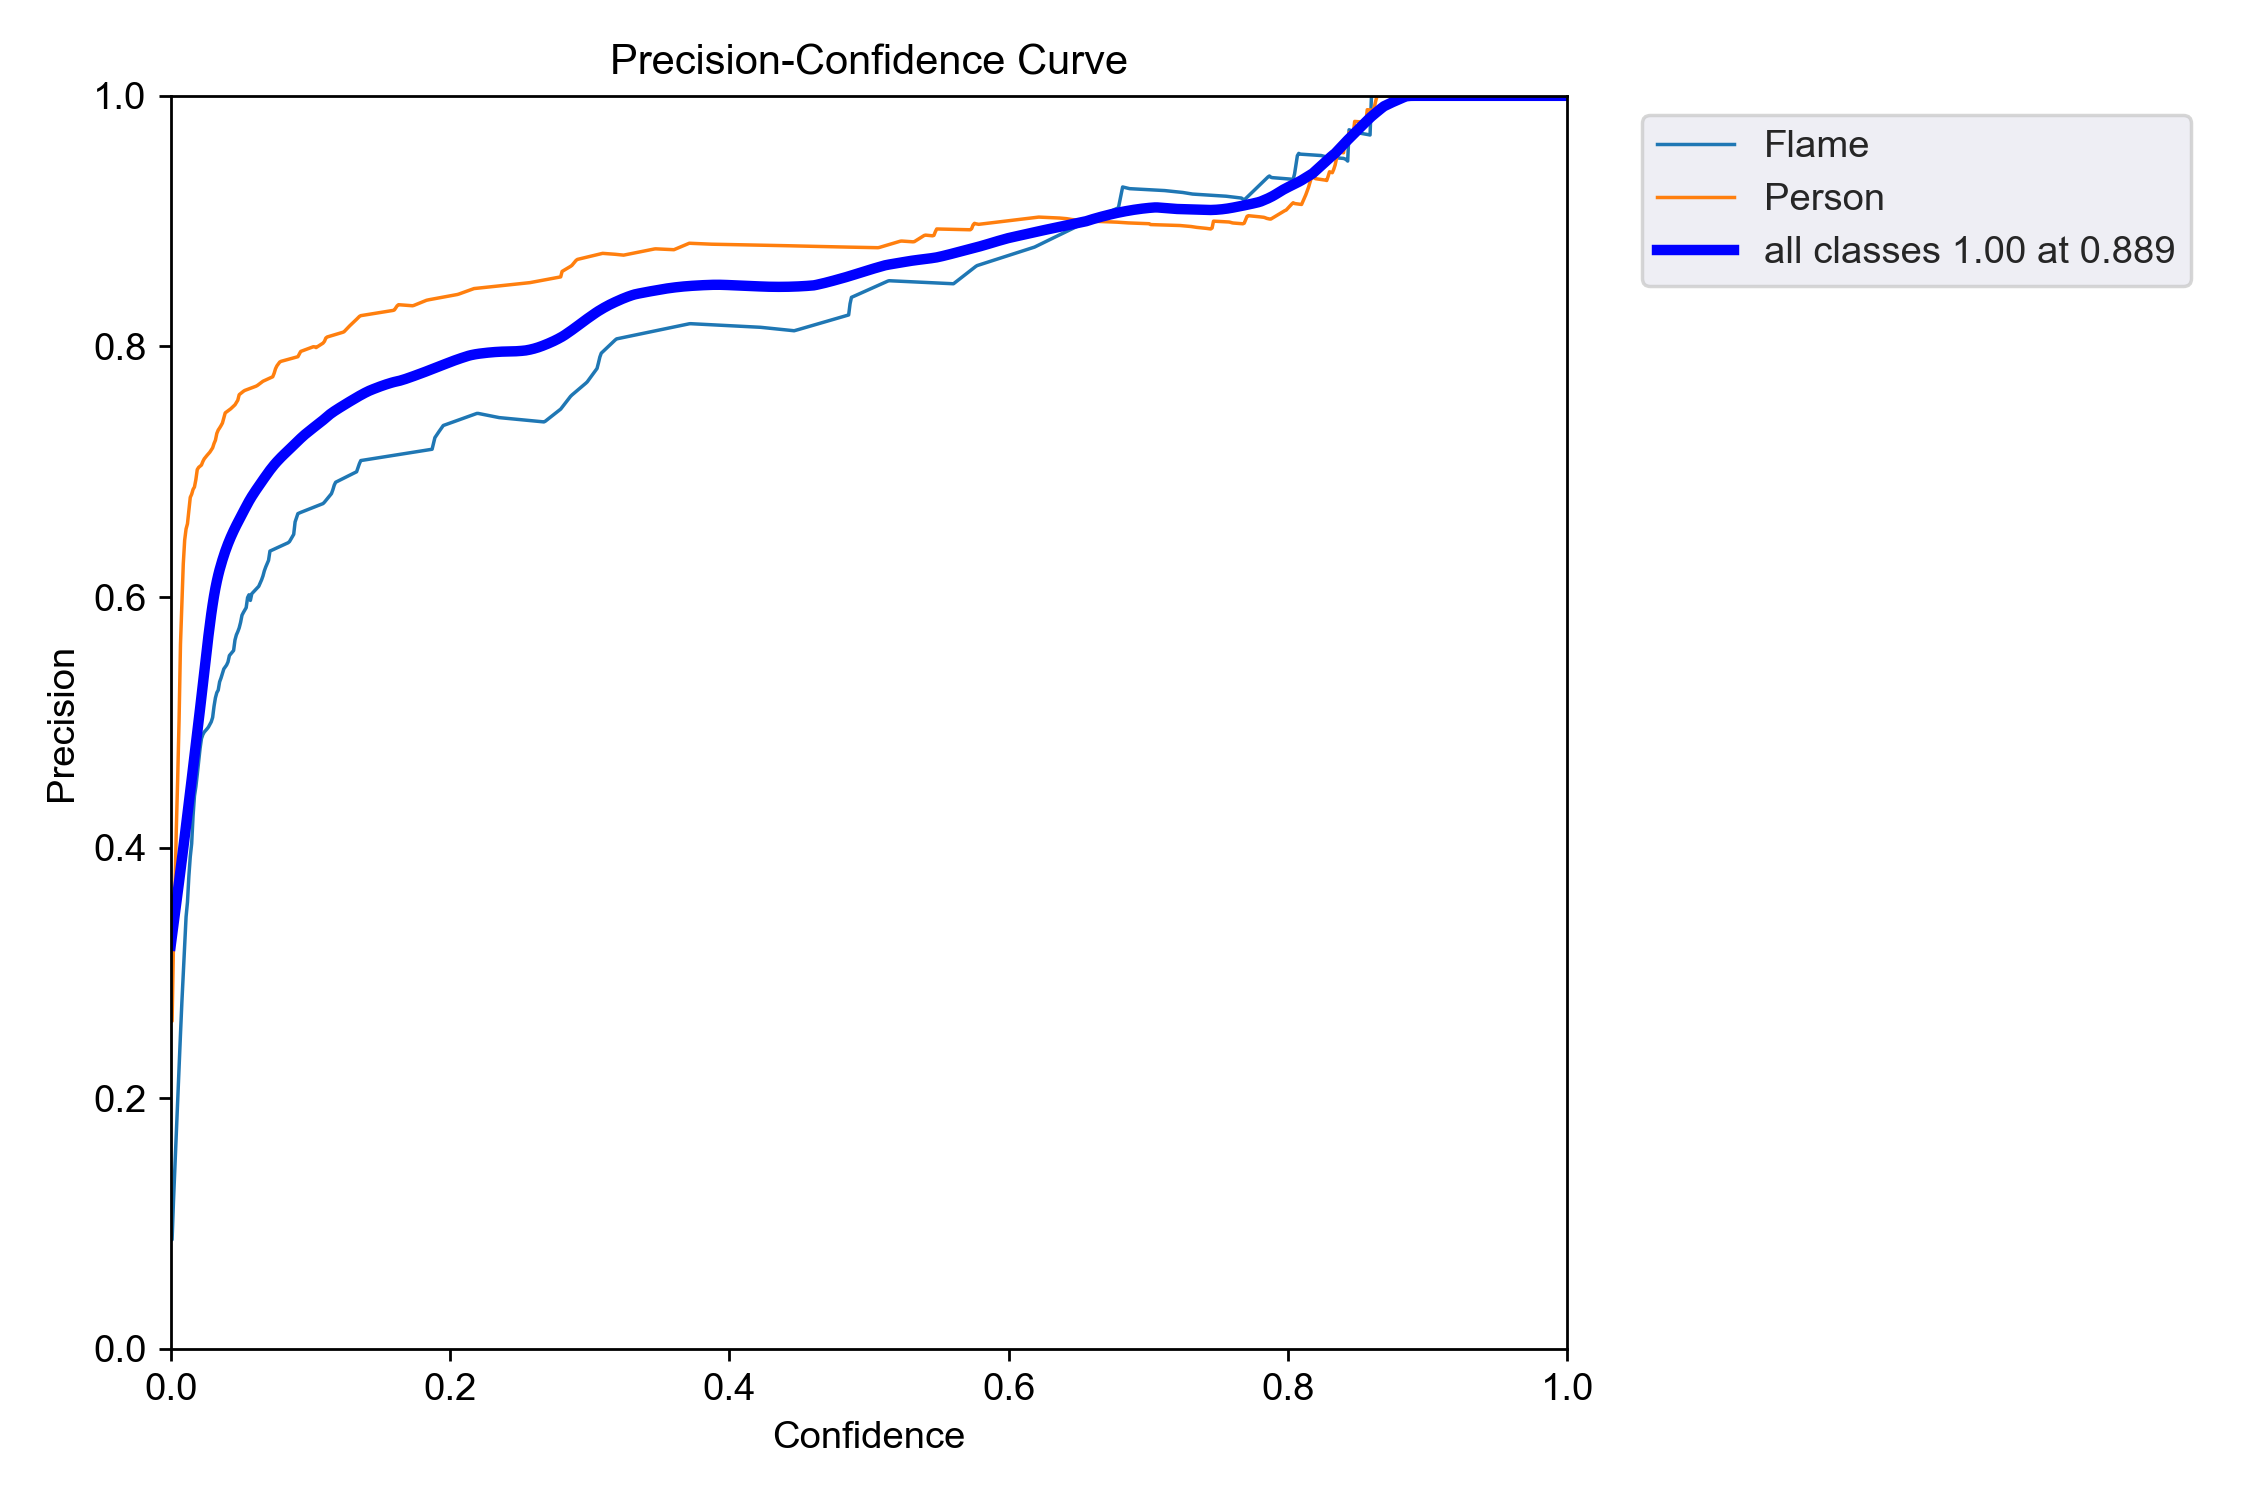 Precision-Confidence Curve
1.0
0.8
0.6
0.4
0.2
0.0
Precision
0.0 0.2 0.4 0.6 0.8 1.0
Confidence
Flame
Person
all classes 1.00 at 0.889